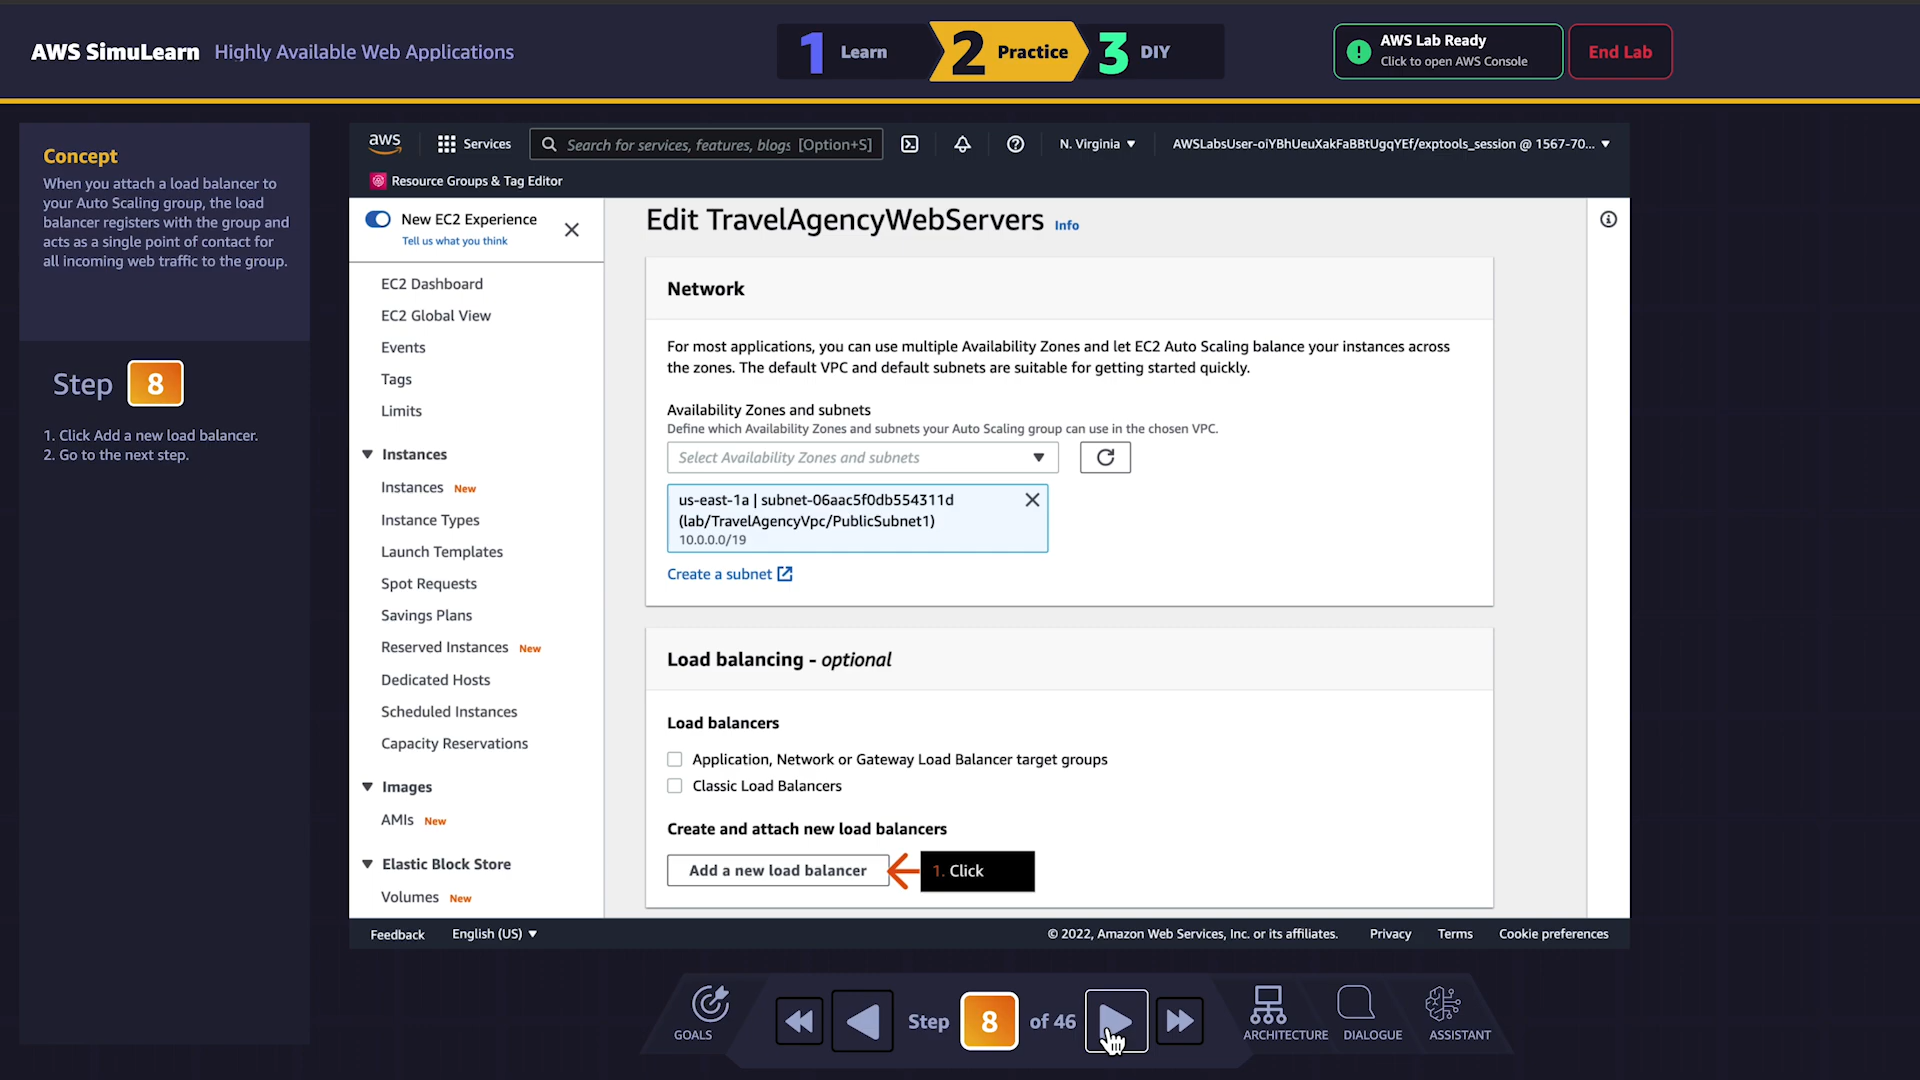 AWS SimuLearn Highly Available Web Applications
1 Learn
2 Practice
3 DIY
AWS Lab Ready
Click to open AWS Console
End Lab
Concept
When you attach a load balancer to
your Auto Scaling group, the load
balancer registers with the group and
acts as a single point of contact for
all incoming web traffic to the group.
Step 8
1. Click Add a new load balancer.
2. Go to the next step.
aws
Services
Search for services, features, blogs [Option+S]
N. Virginia
AWSLabsUser-oiYBhUeuXakFaBBtUgqYEf/exptools_session @ 1567-70...
Resource Groups & Tag Editor
New EC2 Experience
Tell us what you think
EC2 Dashboard
EC2 Global View
Events
Tags
Limits
Instances
Instances New
Instance Types
Launch Templates
Spot Requests
Savings Plans
Reserved Instances New
Dedicated Hosts
Scheduled Instances
Capacity Reservations
Images
AMIs New
Elastic Block Store
Volumes New
Edit TravelAgencyWebServers Info
Network
For most applications, you can use multiple Availability Zones and let EC2 Auto Scaling balance your instances across
the zones. The default VPC and default subnets are suitable for getting started quickly.
Availability Zones and subnets
Define which Availability Zones and subnets your Auto Scaling group can use in the chosen VPC.
Select Availability Zones and subnets
us-east-1a | subnet-06aac5f0db554311d
(lab/TravelAgencyVpc/PublicSubnet1)
10.0.0.0/19
Create a subnet
Load balancing - optional
Load balancers
Application, Network or Gateway Load Balancer target groups
Classic Load Balancers
Create and attach new load balancers
Add a new load balancer
1. Click
Feedback
English (US)
© 2022, Amazon Web Services, Inc. or its affiliates.
Privacy
Terms
Cookie preferences
GOALS
Step 8 of 46
ARCHITECTURE
DIALOGUE
ASSISTANT